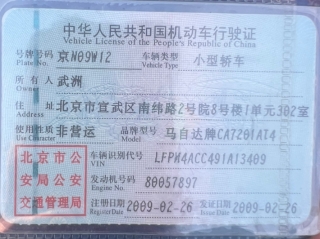 中华人民共和国机动车行驶证
Vehicle License of the People's Republic of China
号牌号码 京N09W12 车辆类型 小型轿车
Plate No. Vehicle Type
所有人 武洲
Owner
住址 北京市宣武区南纬路2号院8号楼1单元302室
Address
使用性质 非营运 品牌型号 马自达牌CA7201AT4
Use Character Model
北京市公
安局公安
交通管理局
车辆识别代号 LFPM4ACC491A13409
VIN
发动机号码 80057897
Engine No.
注册日期 2009-02-26 发证日期 2009-02-26
Register Date Issue Date